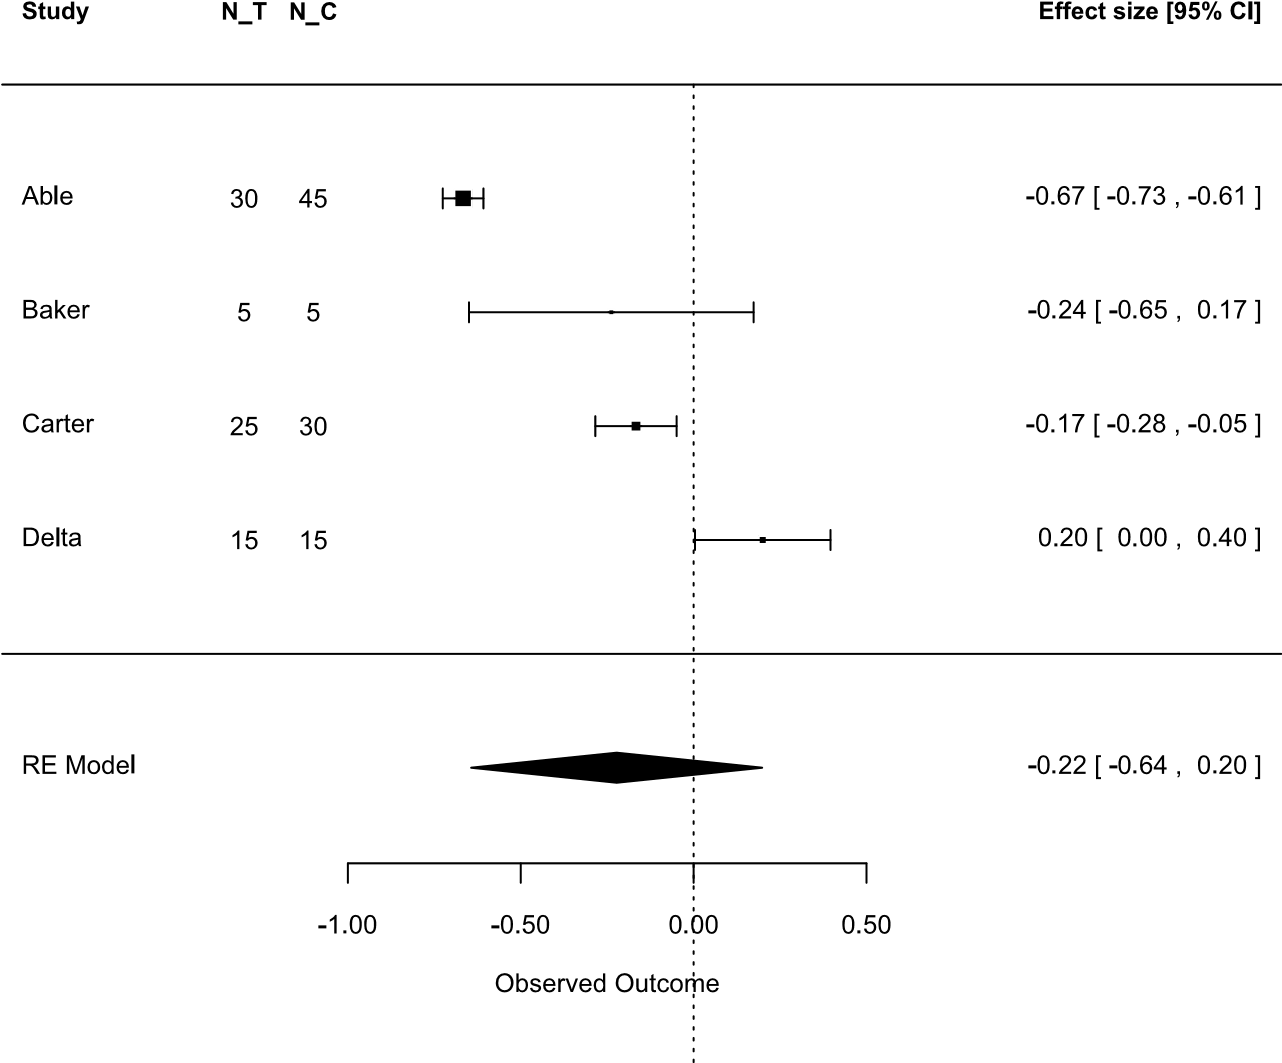 Study N_T N_C Effect size [95% CI]
Able 30 45 -0.67 [ -0.73 , -0.61 ]
Baker 5 5 -0.24 [ -0.65 , 0.17 ]
Carter 25 30 -0.17 [ -0.28 , -0.05 ]
Delta 15 15 0.20 [ 0.00 , 0.40 ]
RE Model -0.22 [ -0.64 , 0.20 ]
-1.00 -0.50 0.00 0.50
Observed Outcome